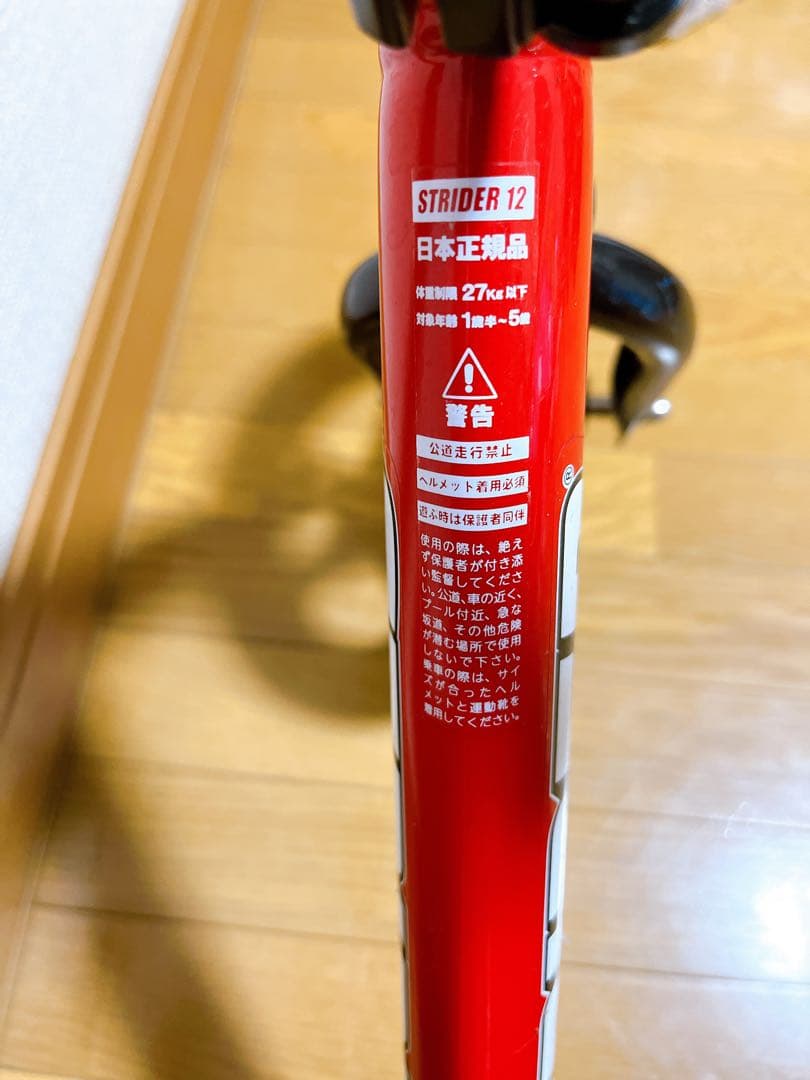 STRIDER 12
日本正規品
体重制限 27Kg 以下
対象年齢 1歳半~5歳
警告
公道走行禁止
ヘルメット着用必須
遊ぶ時は保護者同伴
使用の際は、絶え
ず保護者が付き添
い監督してくださ
い。公道、車の近く、
プール付近、急な
坂道、その他危険
が潜む場所で使用
しないで下さい。
乗車の際は、サイ
ズが合ったヘル
メットと運動靴を
着用してください。
®